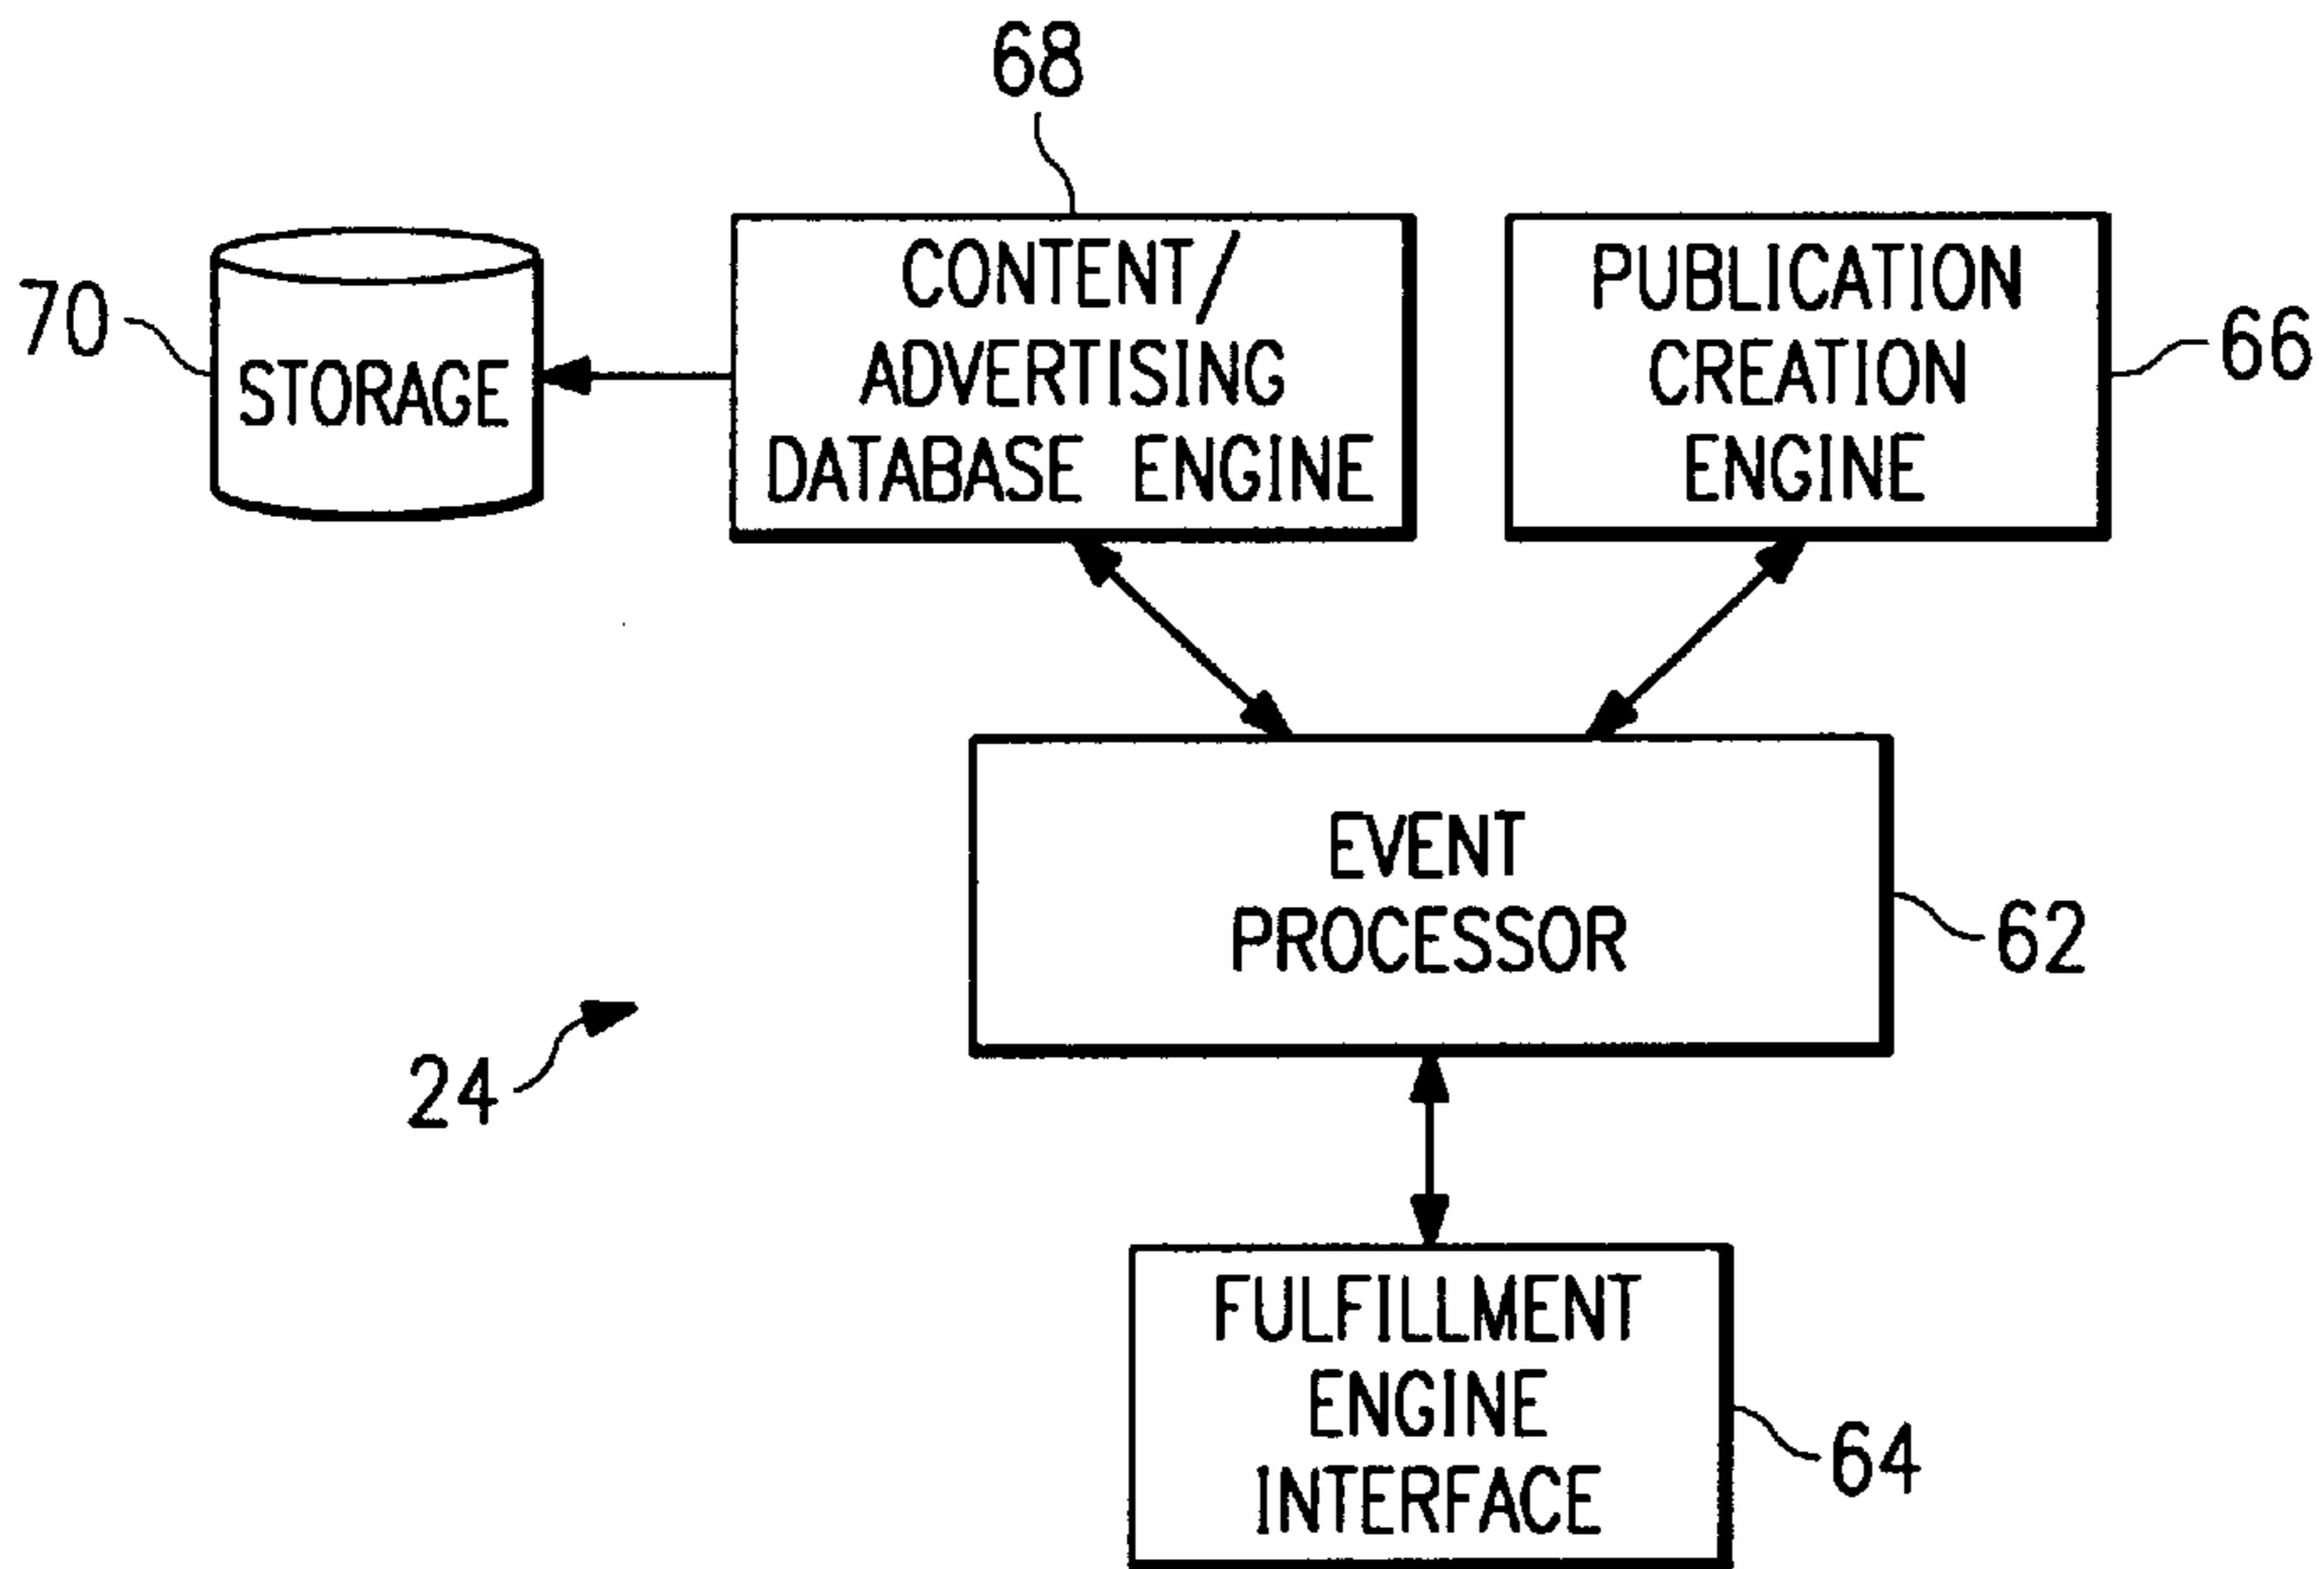 68
CONTENT/
ADVERTISING
DATABASE ENGINE
PUBLICATION
CREATION
ENGINE
66
70
STORAGE
EVENT
PROCESSOR
62
24
FULFILLMENT
ENGINE
INTERFACE
64